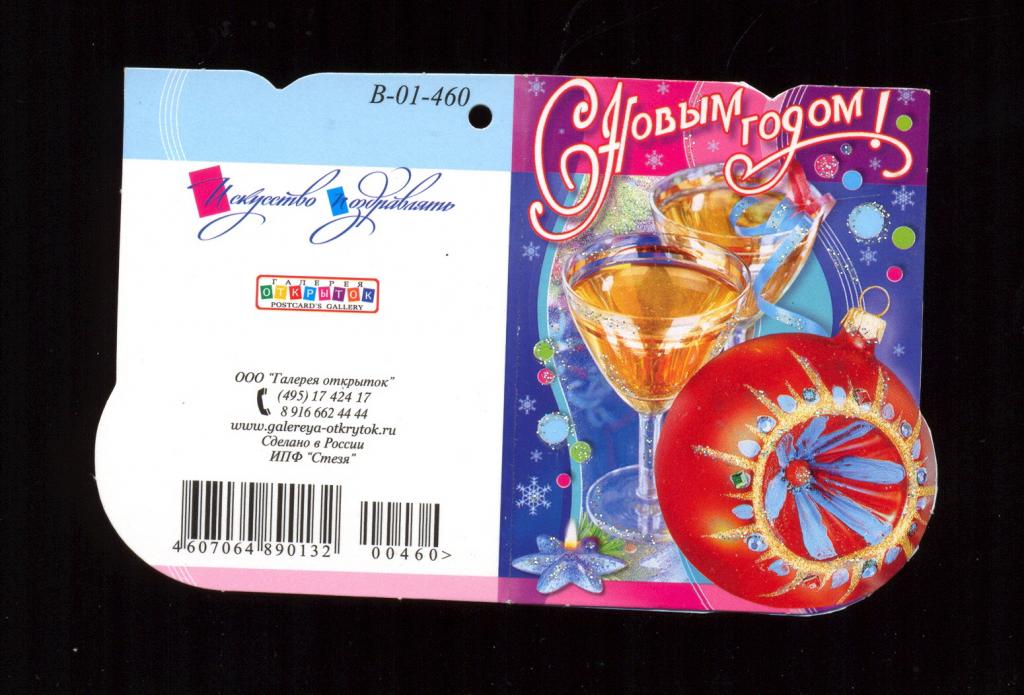 В-01-460
Искусство поздравлять
ГАЛЕРЕЯ
ОТКРЫТОК
POSTCARD'S GALLERY
ООО "Галерея открыток"
(495) 17 424 17
8 916 662 44 44
www.galereya-otkrytok.ru
Сделано в России
ИПФ "Стезя"
4 607064 890132
00460>
С Новым годом!